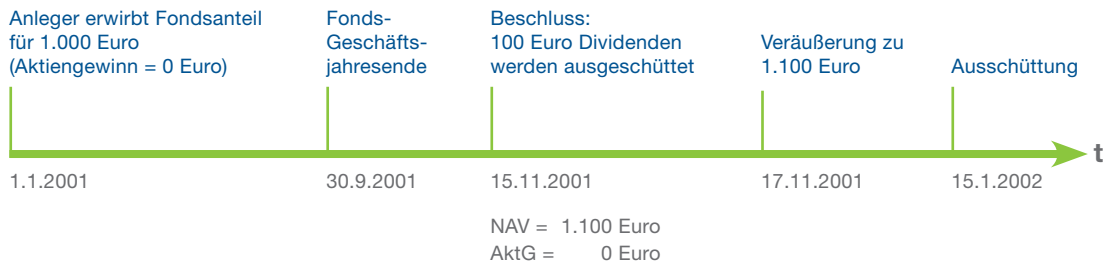 Anleger erwirbt Fondsanteil
für 1.000 Euro
(Aktiengewinn = 0 Euro)
Fonds-
Geschäfts-
jahresende
Beschluss:
100 Euro Dividenden
werden ausgeschüttet
Veräußerung zu
1.100 Euro
Ausschüttung
t
1.1.2001
30.9.2001
15.11.2001
17.11.2001
15.1.2002
NAV = 1.100 Euro
AktG = 0 Euro